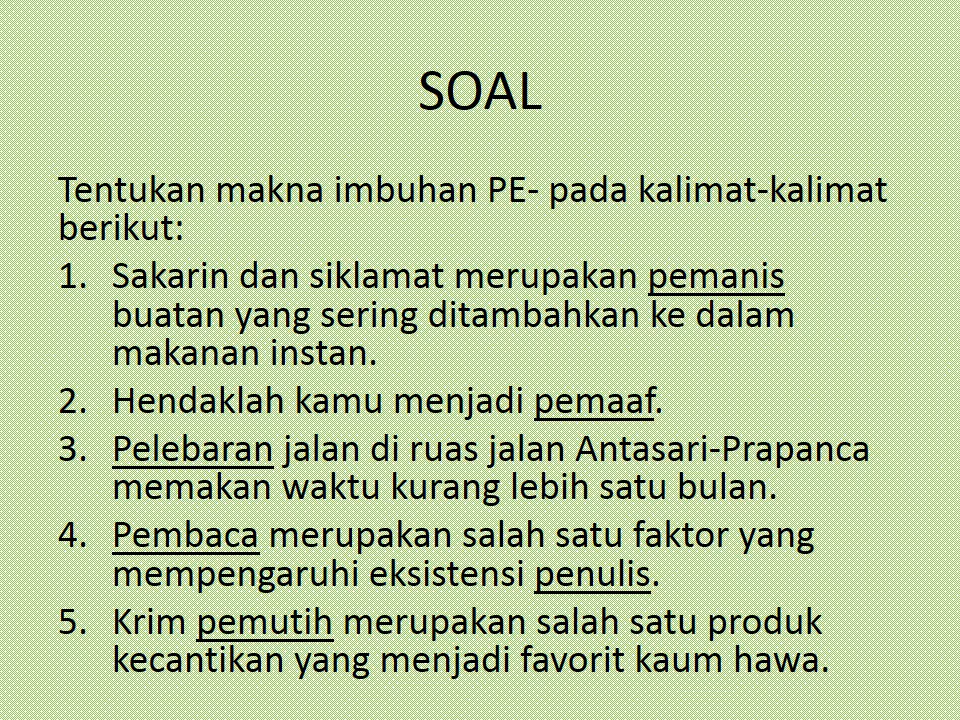 SOAL
Tentukan makna imbuhan PE- pada kalimat-kalimat
berikut:
1. Sakarin dan siklamat merupakan pemanis
buatan yang sering ditambahkan ke dalam
makanan instan.
2. Hendaklah kamu menjadi pemaaf.
3. Pelebaran jalan di ruas jalan Antasari-Prapanca
memakan waktu kurang lebih satu bulan.
4. Pembaca merupakan salah satu faktor yang
mempengaruhi eksistensi penulis.
5. Krim pemutih merupakan salah satu produk
kecantikan yang menjadi favorit kaum hawa.